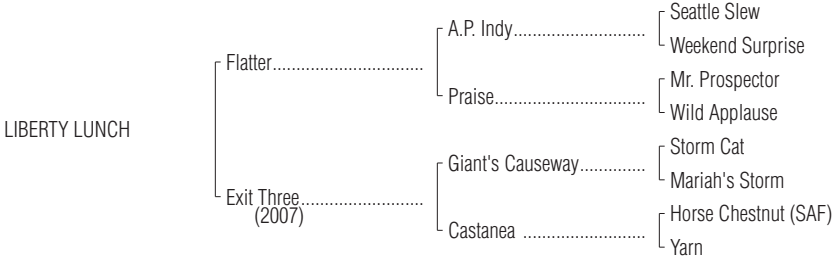 Seattle Slew
A.P. Indy..............................
Weekend Surprise
Flatter..................................
Mr. Prospector
Praise..................................
Wild Applause
LIBERTY LUNCH
Storm Cat
Giant's Causeway...............
Mariah's Storm
Exit Three............................
(2007)
Horse Chestnut (SAF)
Castanea ............................
Yarn